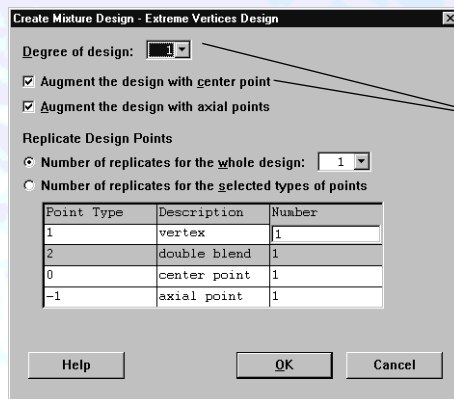 Create Mixture Design - Extreme Vertices Design
Degree of design: 1
Augment the design with center point
Augment the design with axial points
Replicate Design Points
Number of replicates for the whole design: 1
Number of replicates for the selected types of points
Point Type Description Number
1 vertex 1
2 double blend 1
0 center point 1
-1 axial point 1
Help OK Cancel